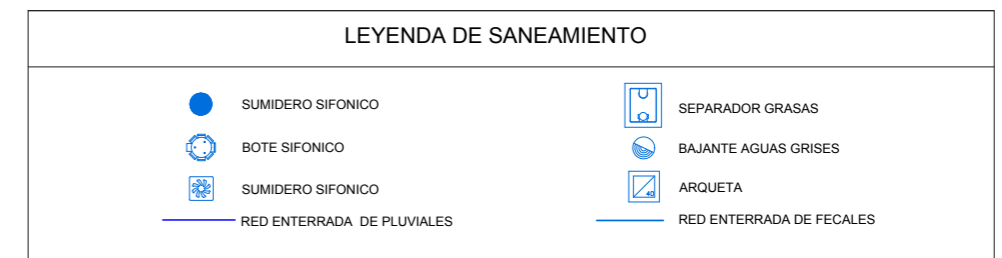 LEYENDA DE SANEAMIENTO
SUMIDERO SIFONICO
BOTE SIFONICO
SUMIDERO SIFONICO
RED ENTERRADA DE PLUVIALES
SEPARADOR GRASAS
BAJANTE AGUAS GRISES
40
ARQUETA
RED ENTERRADA DE FECALES